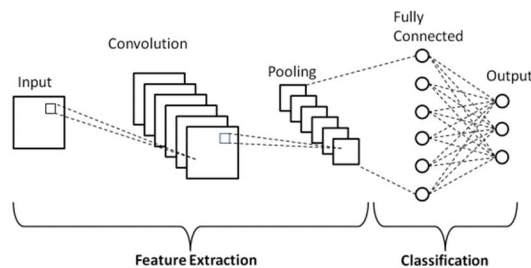 Input
Convolution
Pooling
Fully
Connected
Output
Feature Extraction
Classification